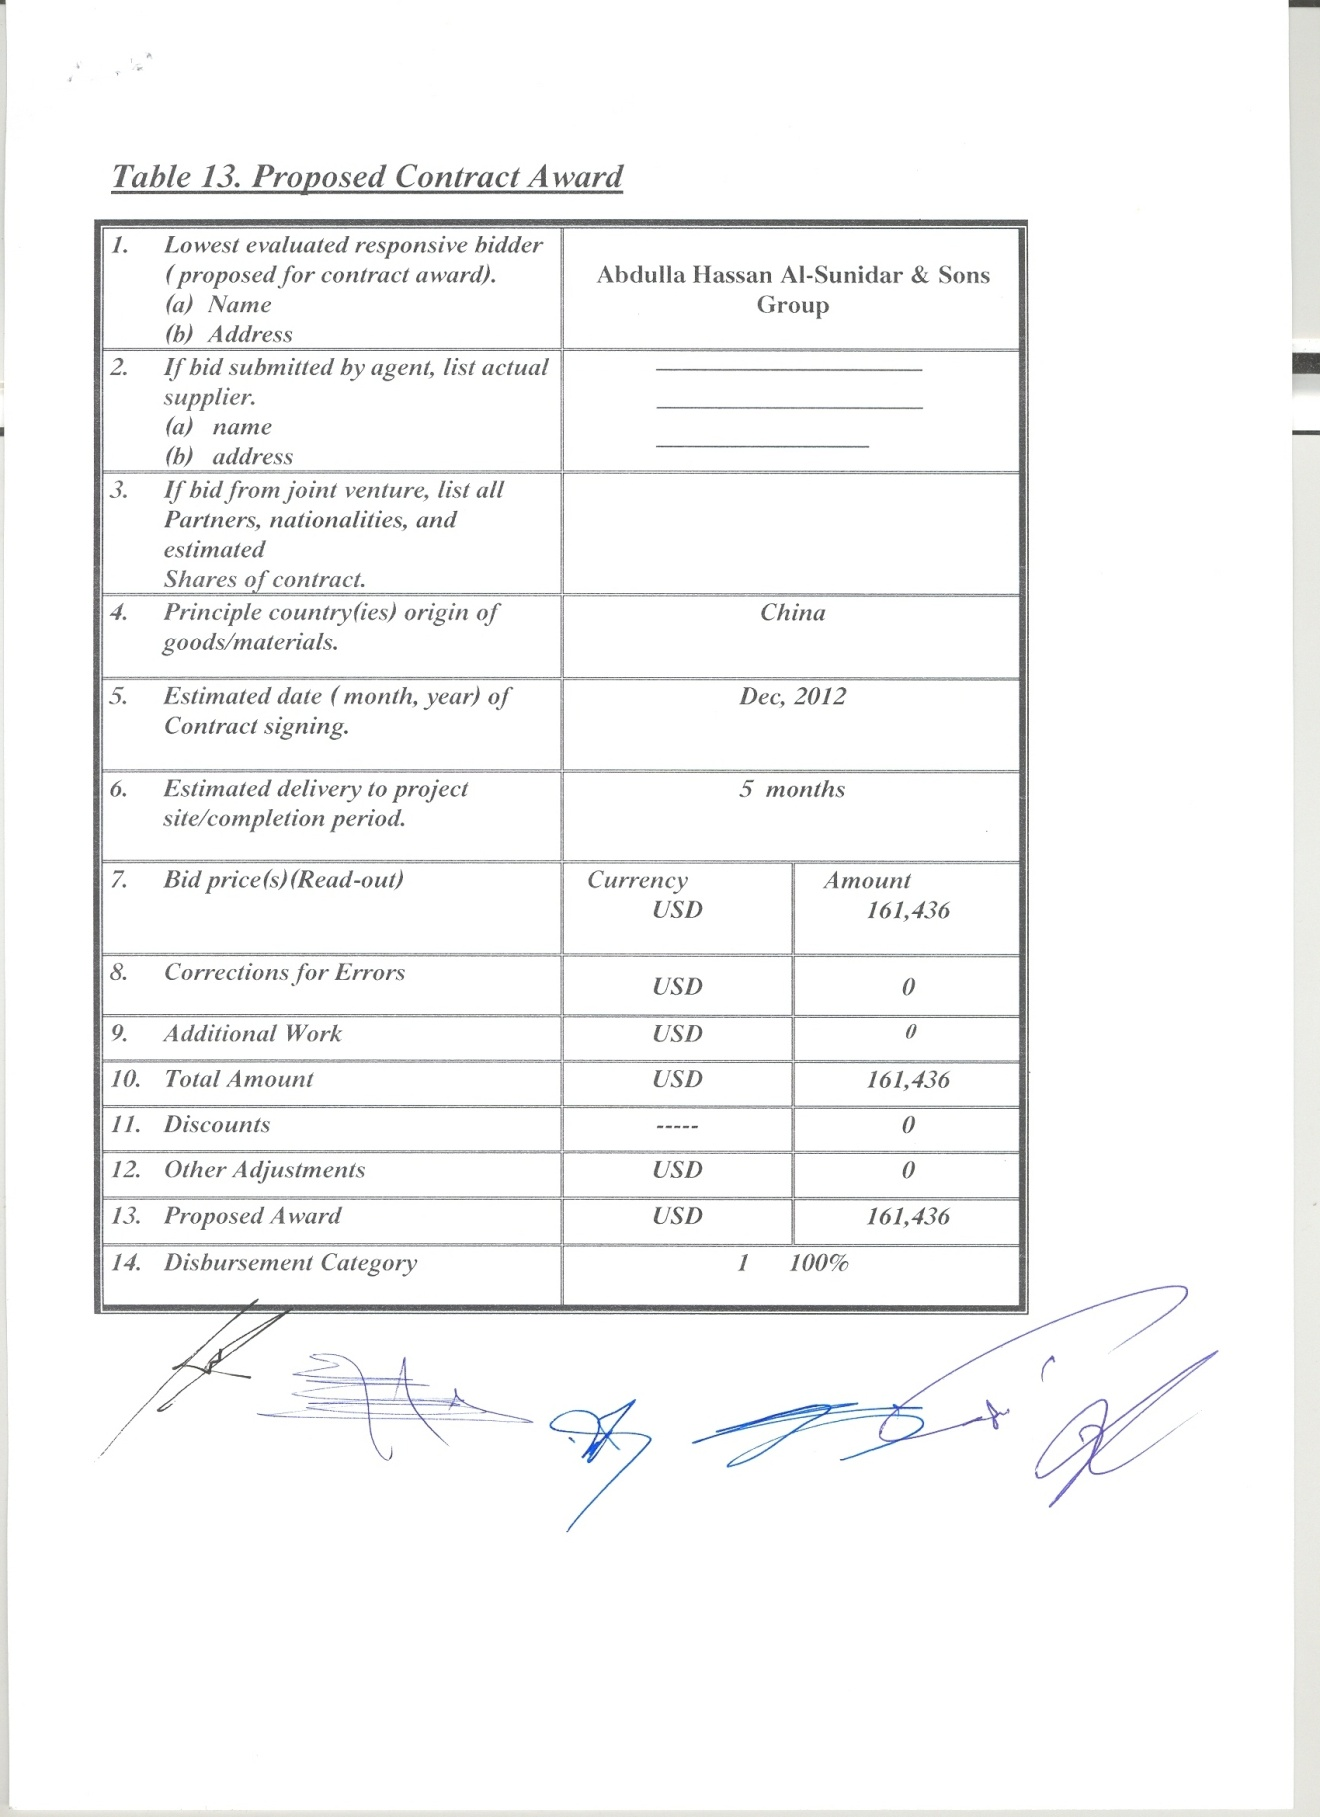 Table 13. Proposed Contract Award
1. Lowest evaluated responsive bidder
( proposed for contract award).
(a) Name
(b) Address
Abdulla Hassan Al-Sunidar & Sons
Group
2. If bid submitted by agent, list actual
supplier.
(a) name
(b) address
3. If bid from joint venture, list all
Partners, nationalities, and
estimated
Shares of contract.
4. Principle country(ies) origin of
goods/materials.
China
5. Estimated date ( month, year) of
Contract signing.
Dec, 2012
6. Estimated delivery to project
site/completion period.
5 months
7. Bid price(s)(Read-out)
Currency
USD
Amount
161,436
8. Corrections for Errors
USD
0
9. Additional Work
USD
0
10. Total Amount
USD
161,436
11. Discounts
-----
0
12. Other Adjustments
USD
0
13. Proposed Award
USD
161,436
14. Disbursement Category
1 100%